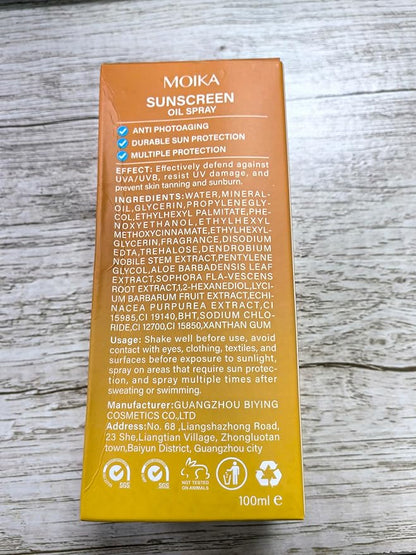 MOIKA
SUNSCREEN
OIL SPRAY
ANTI PHOTOAGING
DURABLE SUN PROTECTION
MULTIPLE PROTECTION
EFFECT: Effectively defend against
UVA/UVB, resist UV damage, and
prevent skin tanning and sunburn.
INGREDIENTS:WATER,MINERAL-
OIL,GLYCERIN,PROPYLENEGLY-
COL,ETHYLHEXYL PALMITATE,PHE-
NOXYETHANOL,ETHYLHEXYL
METHOXYCINNAMATE,ETHYLHEXYL-
GLYCERIN,FRAGRANCE,DISODIUM
EDTA,TREHALOSE,DENDROBIUM
NOBILE STEM EXTRACT,PENTYLENE
GLYCOL,ALOE BARBADENSIS LEAF
EXTRACT,SOPHORA FLA-VESCENS
ROOT EXTRACT,1,2-HEXANEDIOL,LYCI-
UM BARBARUM FRUIT EXTRACT,ECHI-
NACEA PURPUREA EXTRACT,CI
15985,CI 19140,BHT,SODIUM CHLO-
RIDE,CI 12700,CI 15850,XANTHAN GUM
Usage: Shake well before use, avoid
contact with eyes, clothing, textiles, and
surfaces before exposure to sunlight,
spray on areas that require sun protec-
tion, and spray multiple times after
sweating or swimming.
Manufacturer:GUANGZHOU BIYING
COSMETICS CO.,LTD
Address:No. 68 ,Liangshazhong Road,
23 She,Liangtian Village, Zhongluotan
town,Baiyun District, Guangzhou city
SGS
SGS
NOT TESTED
ON ANIMALS
100ml e